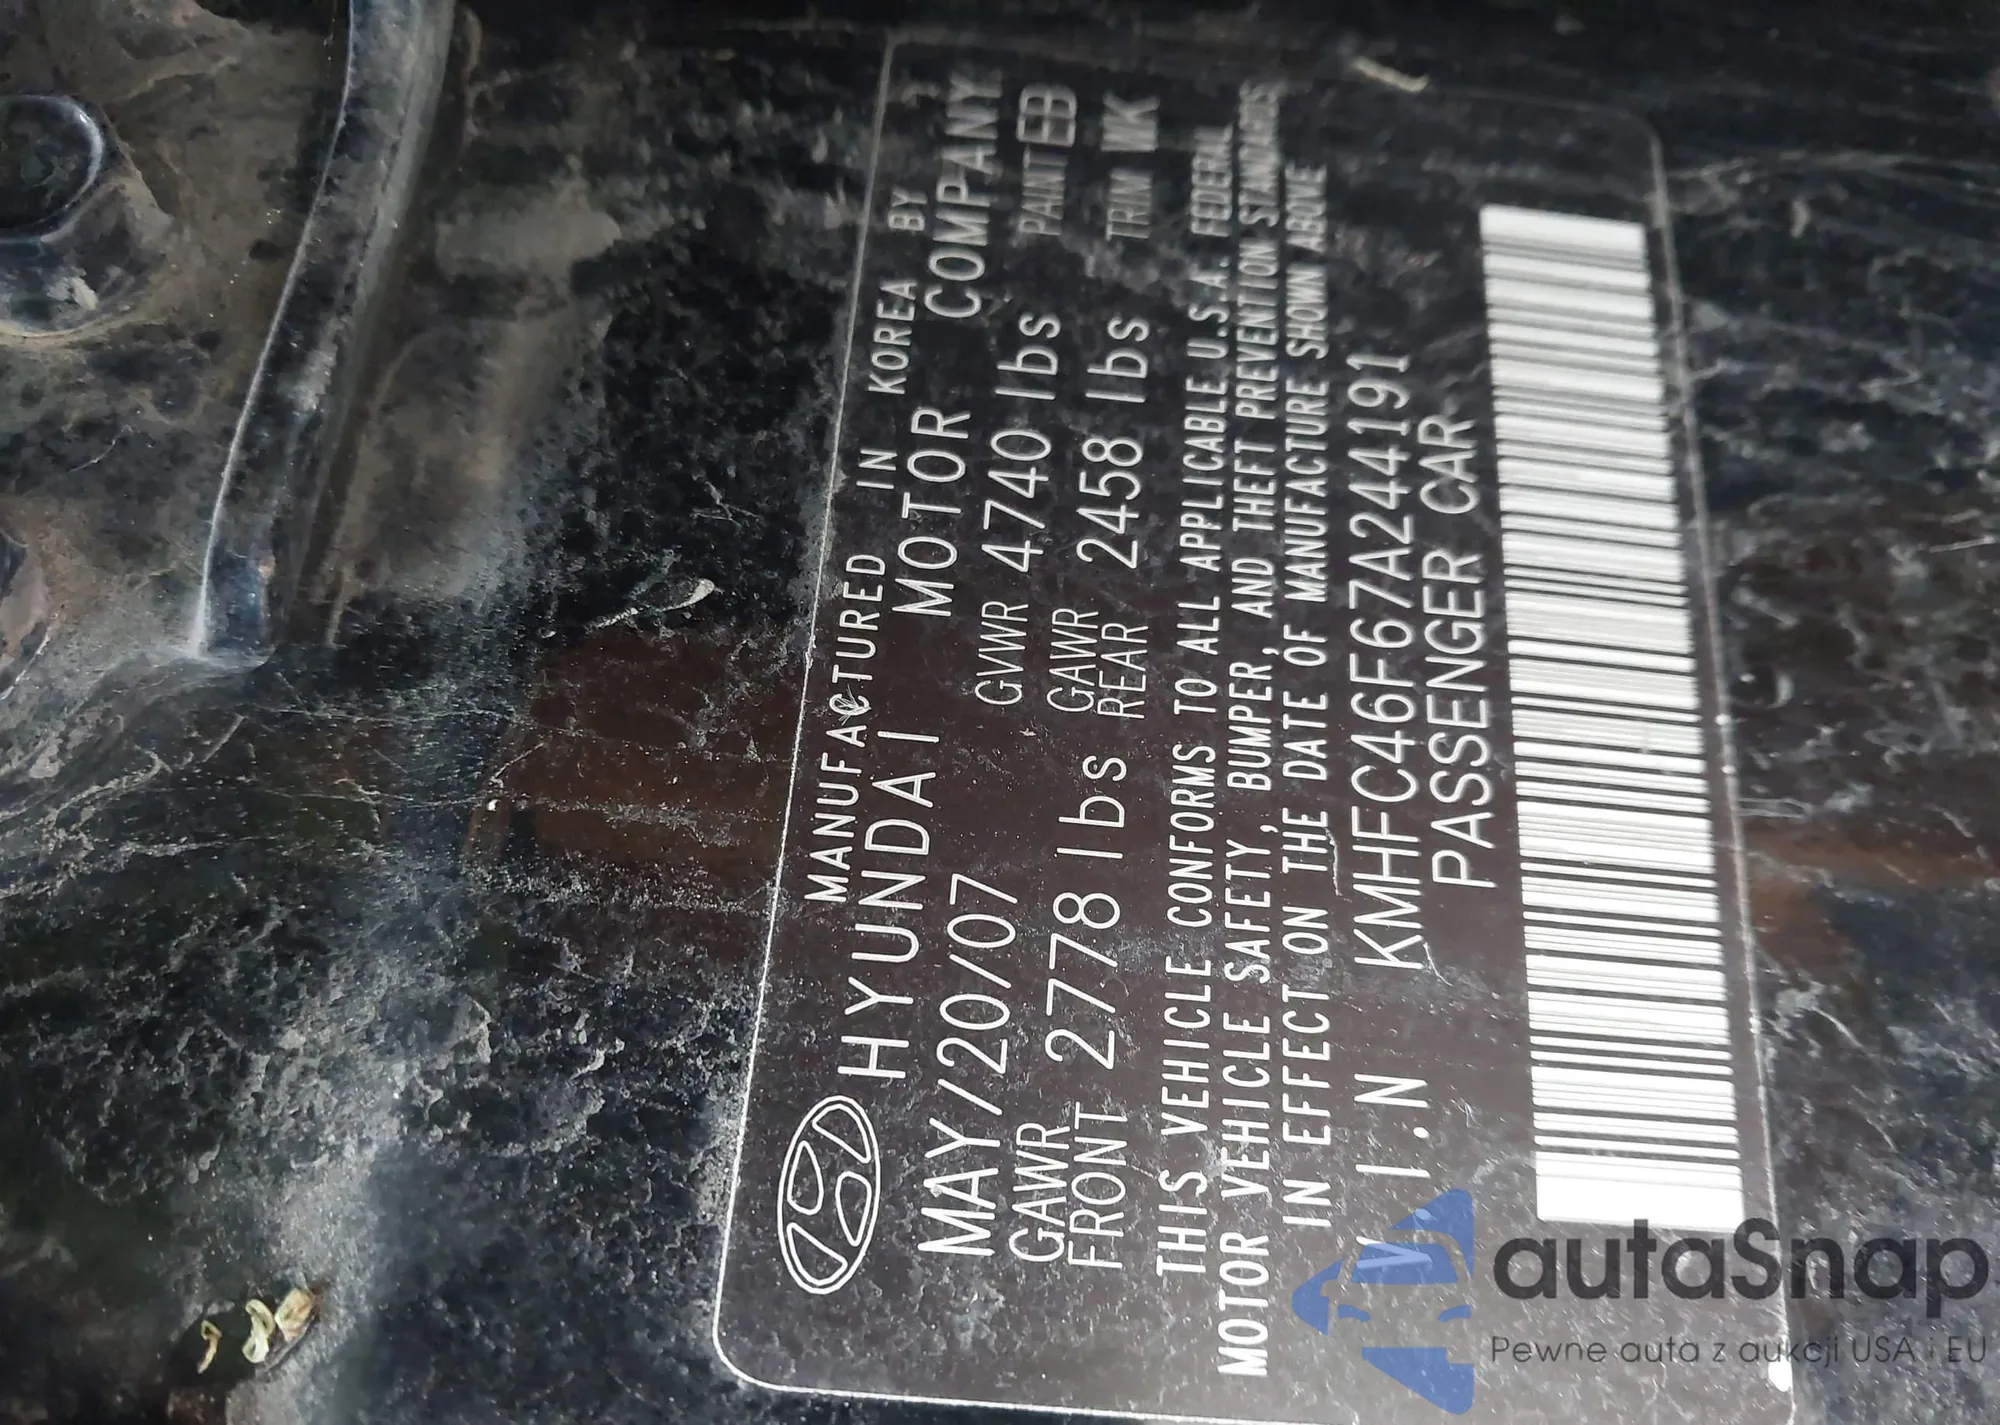 MANUFACTURED IN KOREA BY
HYUNDAI MOTOR COMPANY
MAY/20/07 GVWR 4740 lbs PAINT EB
GAWR FRONT 2778 lbs GAWR REAR 2458 lbs TRIM WK
THIS VEHICLE CONFORMS TO ALL APPLICABLE U.S.A. FEDERAL
MOTOR VEHICLE SAFETY, BUMPER, AND THEFT PREVENTION STANDARDS
IN EFFECT ON THE DATE OF MANUFACTURE SHOWN ABOVE
V.I.N KMHFC46F67A244191
PASSENGER CAR
autaSnap
Pewne auta z aukcji USA i EU